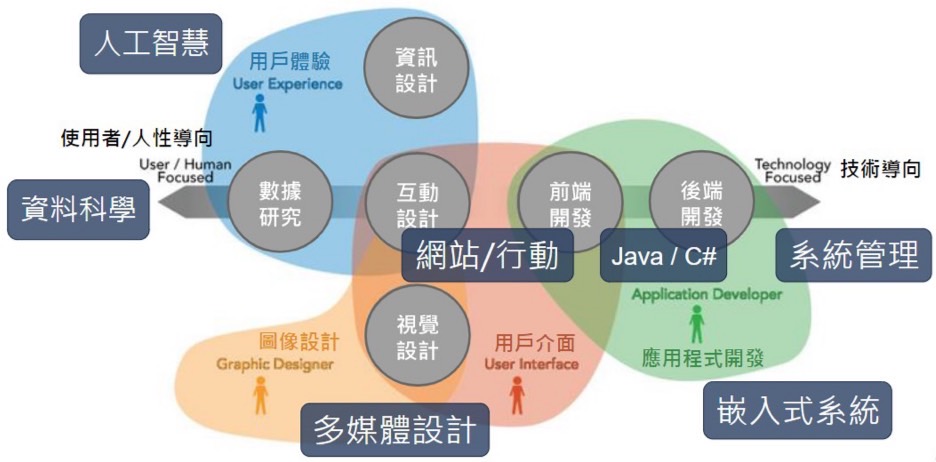 人工智慧
用戶體驗
User Experience
資訊
設計
使用者/人性導向
User / Human
Focused
資料科學
數據
研究
互動
設計
前端
開發
後端
開發
Technology
Focused
技術導向
網站/行動
Java / C#
系統管理
Application Developer
應用程式開發
視覺
設計
圖像設計
Graphic Designer
用戶介面
User Interface
多媒體設計
嵌入式系統